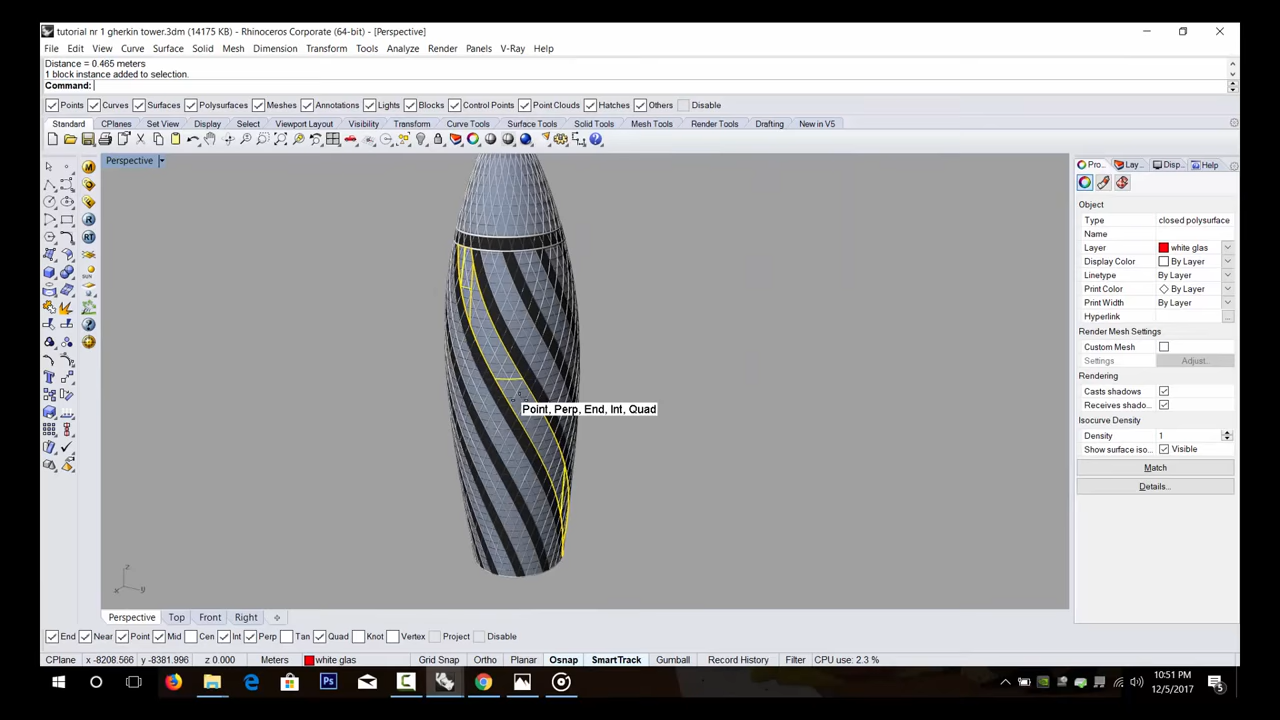 tutorial nr 1 gherkin tower.3dm (14175 KB) - Rhinoceros Corporate (64-bit) - [Perspective]
File Edit View Curve Surface Solid Mesh Dimension Transform Tools Analyze Render Panels V-Ray Help
Distance = 0.465 meters
1 block instance added to selection.
Command:
Points Curves Surfaces Polysurfaces Meshes Annotations Lights Blocks Control Points Point Clouds Hatches Others Disable
Standard CPlanes Set View Display Select Viewport Layout Visibility Transform Curve Tools Surface Tools Solid Tools Mesh Tools Render Tools Drafting New in V5
Perspective
Pro... Lay... Disp... Help
Object
Type closed polysurface
Name
Layer white glas
Display Color By Layer
Linetype By Layer
Print Color By Layer
Print Width By Layer
Hyperlink ...
Render Mesh Settings
Custom Mesh
Settings Adjust...
Rendering
Casts shadows
Receives shado...
Isocurve Density
Density 1
Show surface iso... Visible
Match
Details...
Point, Perp, End, Int, Quad
z
x y
Perspective Top Front Right
End Near Point Mid Cen Int Perp Tan Quad Knot Vertex Project Disable
CPlane x -8208.566 y -8381.996 z 0.000 Meters white glas Grid Snap Ortho Planar Osnap SmartTrack Gumball Record History Filter CPU use: 2.3 %
10:51 PM
12/5/2017
5